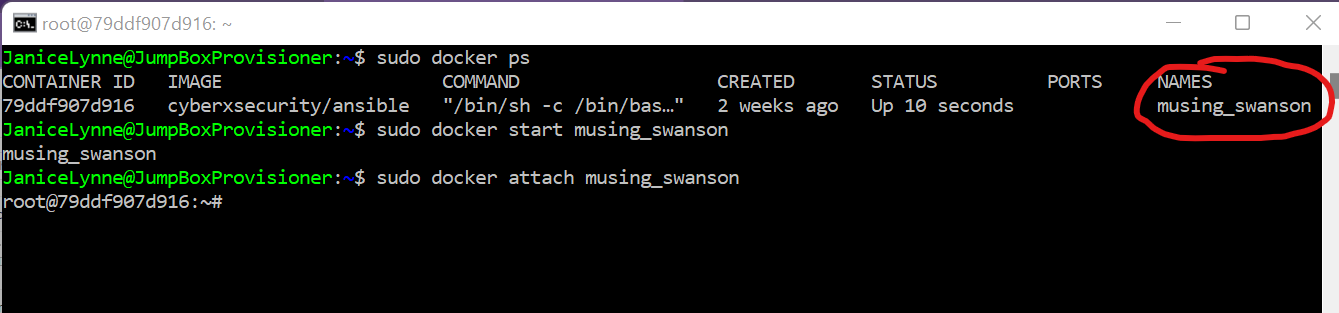 root@79ddf907d916: ~
JaniceLynne@JumpBoxProvisioner:~$ sudo docker ps
CONTAINER ID   IMAGE                   COMMAND                  CREATED       STATUS          PORTS     NAMES
79ddf907d916   cyberxsecurity/ansible   "/bin/sh -c /bin/bas…"   2 weeks ago   Up 10 seconds             musing_swanson
JaniceLynne@JumpBoxProvisioner:~$ sudo docker start musing_swanson
musing_swanson
JaniceLynne@JumpBoxProvisioner:~$ sudo docker attach musing_swanson
root@79ddf907d916:~#